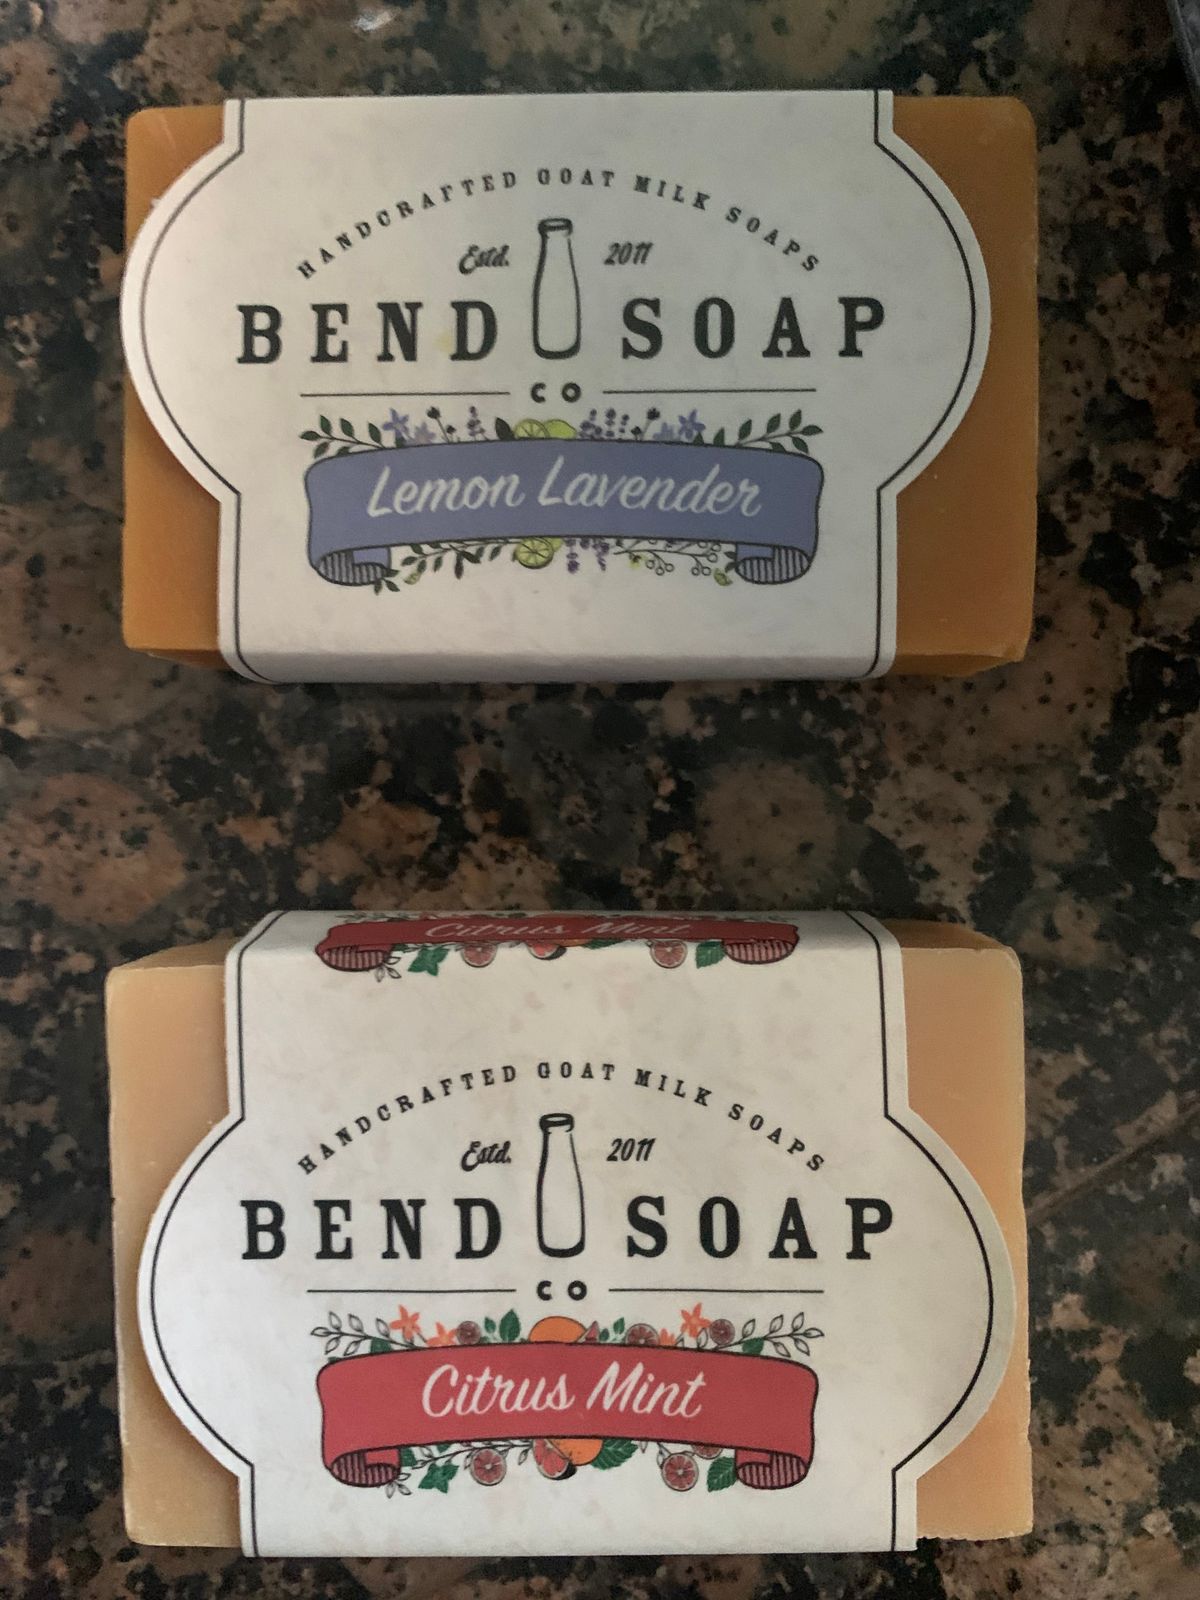 HANDCRAFTED GOAT MILK SOAPS
Estd. 2011
BEND SOAP
CO
Lemon Lavender
Citrus Mint
HANDCRAFTED GOAT MILK SOAPS
Estd. 2011
BEND SOAP
CO
Citrus Mint